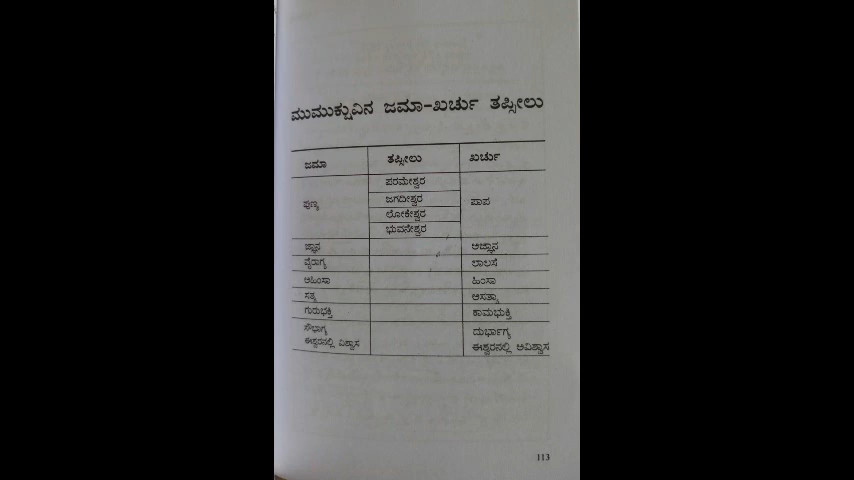 ಮುಮುಕ್ಷುವಿನ ಜಮಾ-ಖರ್ಚು ತಪ್ಸೀಲು
ಜಮಾ ತಪ್ಸೀಲು ಖರ್ಚು
ಪರಮೇಶ್ವರ
ಪುಣ್ಯ ಜಗದೀಶ್ವರ ಪಾಪ
ಲೋಕೇಶ್ವರ
ಭುವನೇಶ್ವರ
ಜ್ಞಾನ ಅಜ್ಞಾನ
ವೈರಾಗ್ಯ ಲಾಲಸೆ
ಅಹಿಂಸಾ ಹಿಂಸಾ
ಸತ್ಯ ಅಸತ್ಯಾ
ಗುರುಭಕ್ತಿ ಕಾಮಭುಕ್ತಿ
ಸೌಭಾಗ್ಯ ದುರ್ಭಾಗ್ಯ
ಈಶ್ವರನಲ್ಲಿ ವಿಶ್ವಾಸ ಈಶ್ವರನಲ್ಲಿ ಅವಿಶ್ವಾಸ
113